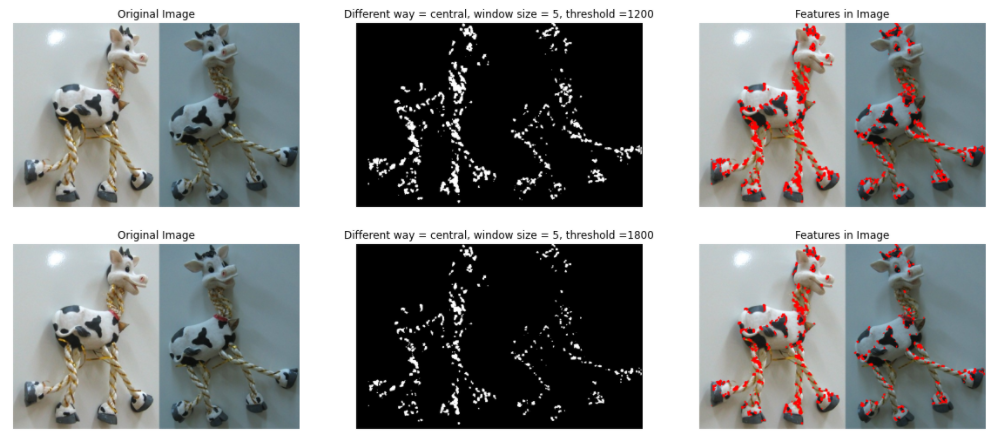 Original Image
Different way = central, window size = 5, threshold =1200
Features in Image
Original Image
Different way = central, window size = 5, threshold =1800
Features in Image